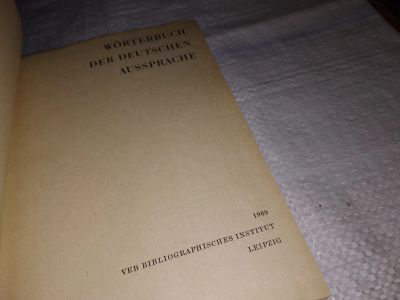 WÖRTERBUCH
DER DEUTSCHEN
AUSSPRACHE
1969
VEB BIBLIOGRAPHISCHES INSTITUT
LEIPZIG